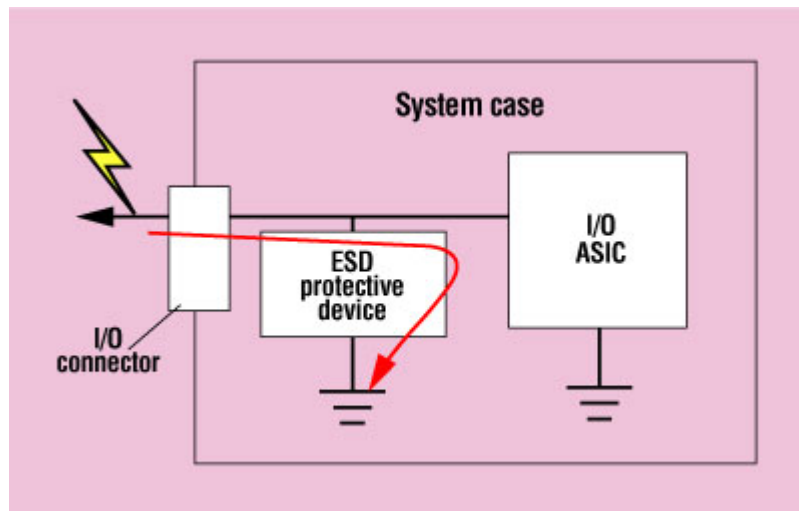 System case
I/O
ASIC
ESD
protective
device
I/O
connector